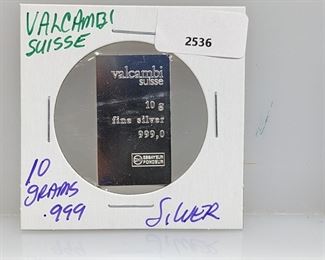 VALCAMBI
SUISSE
2536
valcambi
suisse
10 g
fine silver
999,0
ESSAYEUR
FONDEUR
10
GRAMS
.999
SILVER